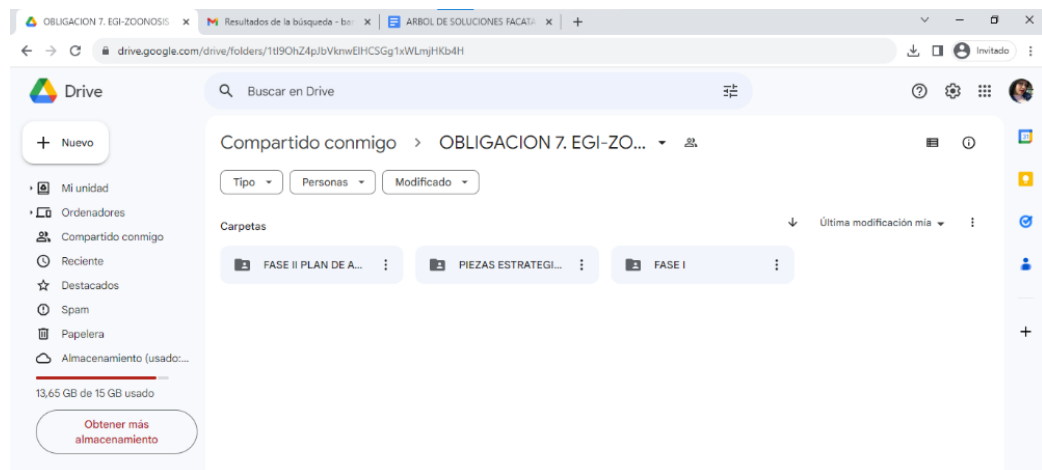 OBLIGACION 7. EGI-ZOONOSIS
Resultados de la búsqueda - ba
ARBOL DE SOLUCIONES FACATA
drive.google.com/drive/folders/1tI9OhZ4pJbVknwEIHCSGg1xWLmjHKb4H
Invitado
Drive
Buscar en Drive
Nuevo
Compartido conmigo > OBLIGACION 7. EGI-ZO...
Tipo Personas Modificado
Mi unidad
Ordenadores
Compartido conmigo
Reciente
Destacados
Spam
Papelera
Almacenamiento (usado:...
13,65 GB de 15 GB usado
Obtener más
almacenamiento
Carpetas
Última modificación mía
FASE II PLAN DE A...
PIEZAS ESTRATEGI...
FASE I
31